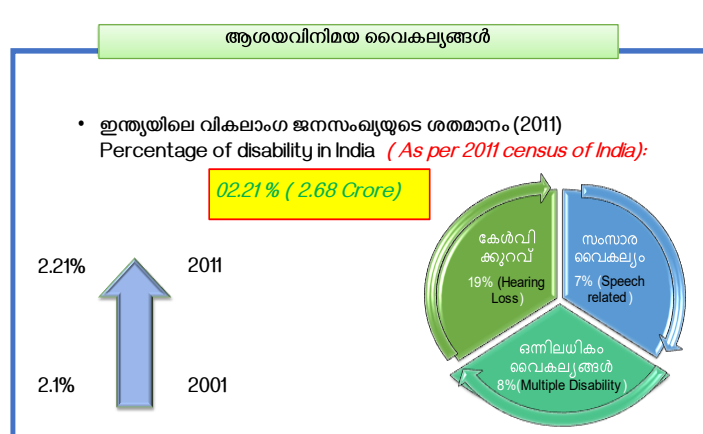 ആശയവിനിമയ വൈകല്യങ്ങൾ
• ഇന്ത്യയിലെ വികലാംഗ ജനസംഖ്യയുടെ ശതമാനം (2011)
Percentage of disability in India ( As per 2011 census of India):
02.21 % ( 2.68 Crore)
2.21%
2011
2.1%
2001
കേൾവി
ക്കുറവ്
19% (Hearing
Loss)
സംസാര
വൈകല്യം
7% (Speech
related)
ഒന്നിലധികം
വൈകല്യങ്ങൾ
8%(Multiple Disability )